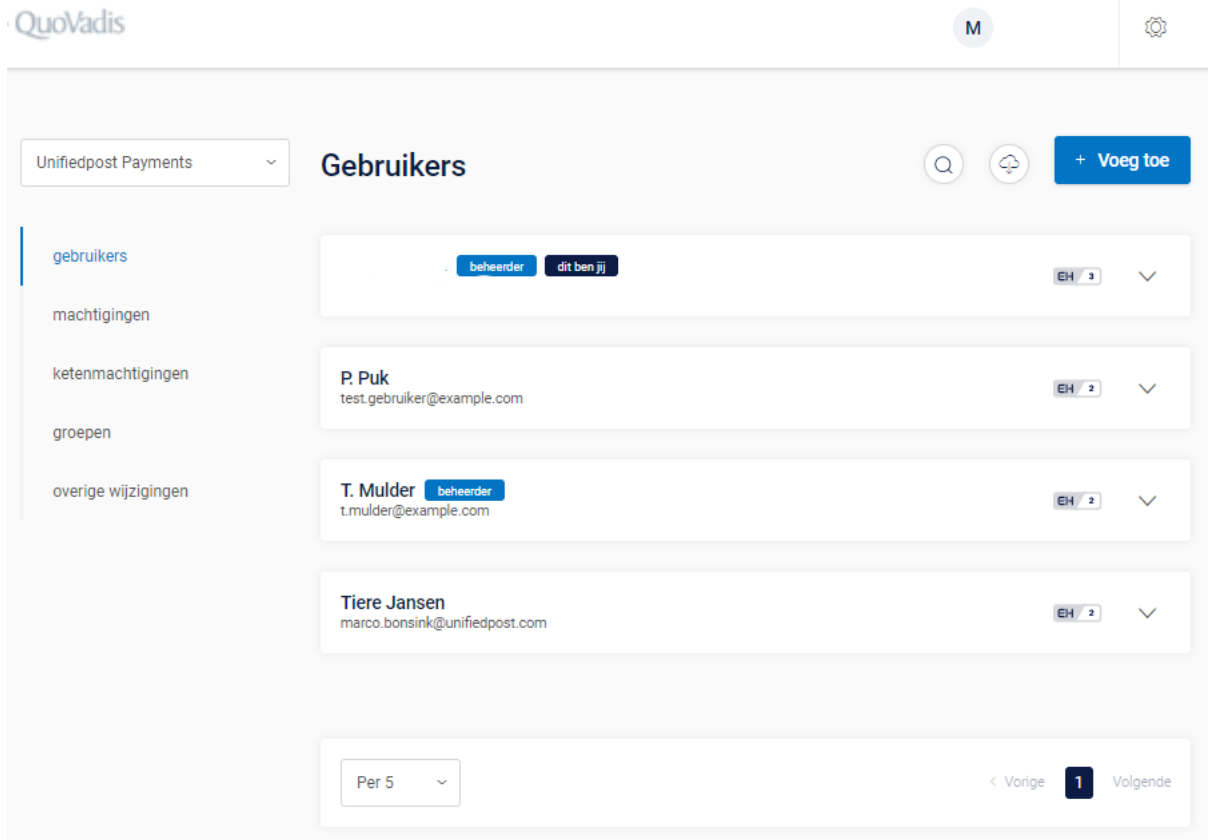 QuoVadis
M
Unifiedpost Payments
Gebruikers
+ Voeg toe
gebruikers
machtigingen
ketenmachtigingen
groepen
overige wijzigingen
beheerder dit ben jij
EH 3
P. Puk
test.gebruiker@example.com
EH 2
T. Mulder beheerder
t.mulder@example.com
EH 2
Tiere Jansen
marco.bonsink@unifiedpost.com
EH 2
Per 5
< Vorige 1 Volgende